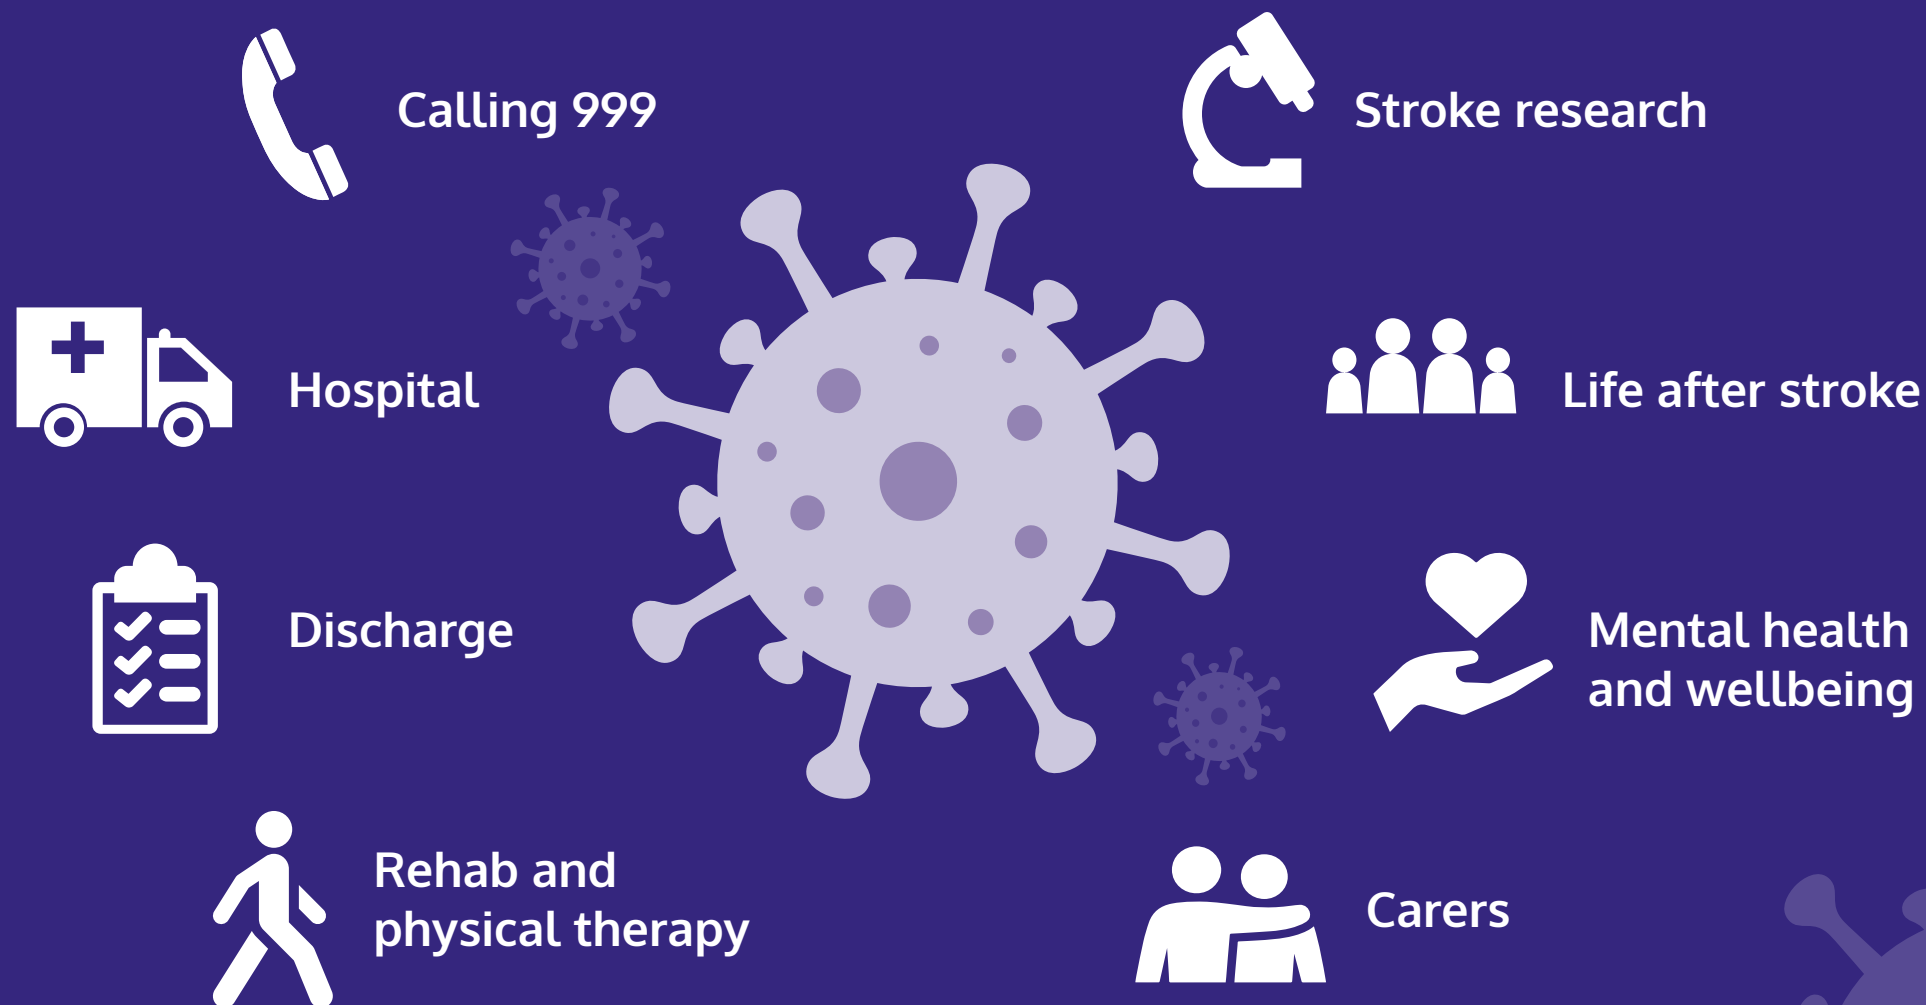 Calling 999
Stroke research
Hospital
Life after stroke
Discharge
Mental health
and wellbeing
Rehab and
physical therapy
Carers